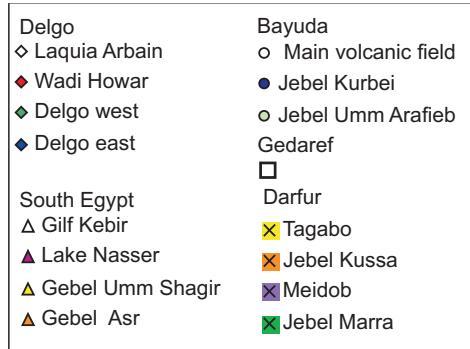 Delgo
Laquia Arbain
Wadi Howar
Delgo west
Delgo east
South Egypt
Gilf Kebir
Lake Nasser
Gebel Umm Shagir
Gebel Asr
Bayuda
Main volcanic field
Jebel Kurbei
Jebel Umm Arafieb
Gedaref
Darfur
Tagabo
Jebel Kussa
Meidob
Jebel Marra